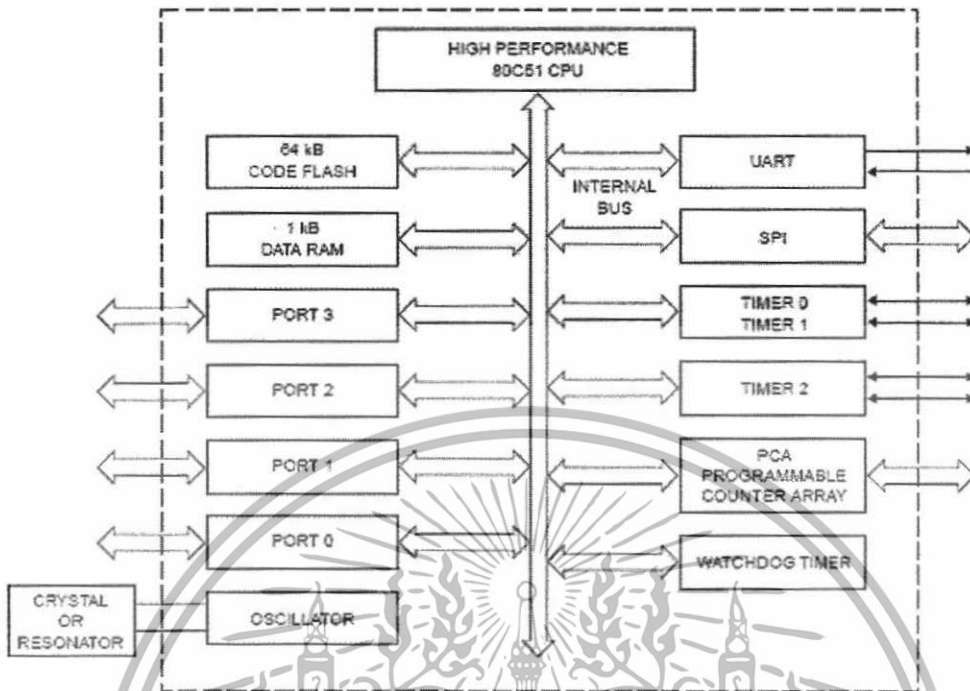 HIGH PERFORMANCE
80C51 CPU
64 kB
CODE FLASH
UART
INTERNAL
BUS
1 kB
DATA RAM
SPI
PORT 3
TIMER 0
TIMER 1
PORT 2
TIMER 2
PORT 1
PCA
PROGRAMMABLE
COUNTER ARRAY
PORT 0
WATCHDOG TIMER
CRYSTAL
OR
RESONATOR
OSCILLATOR